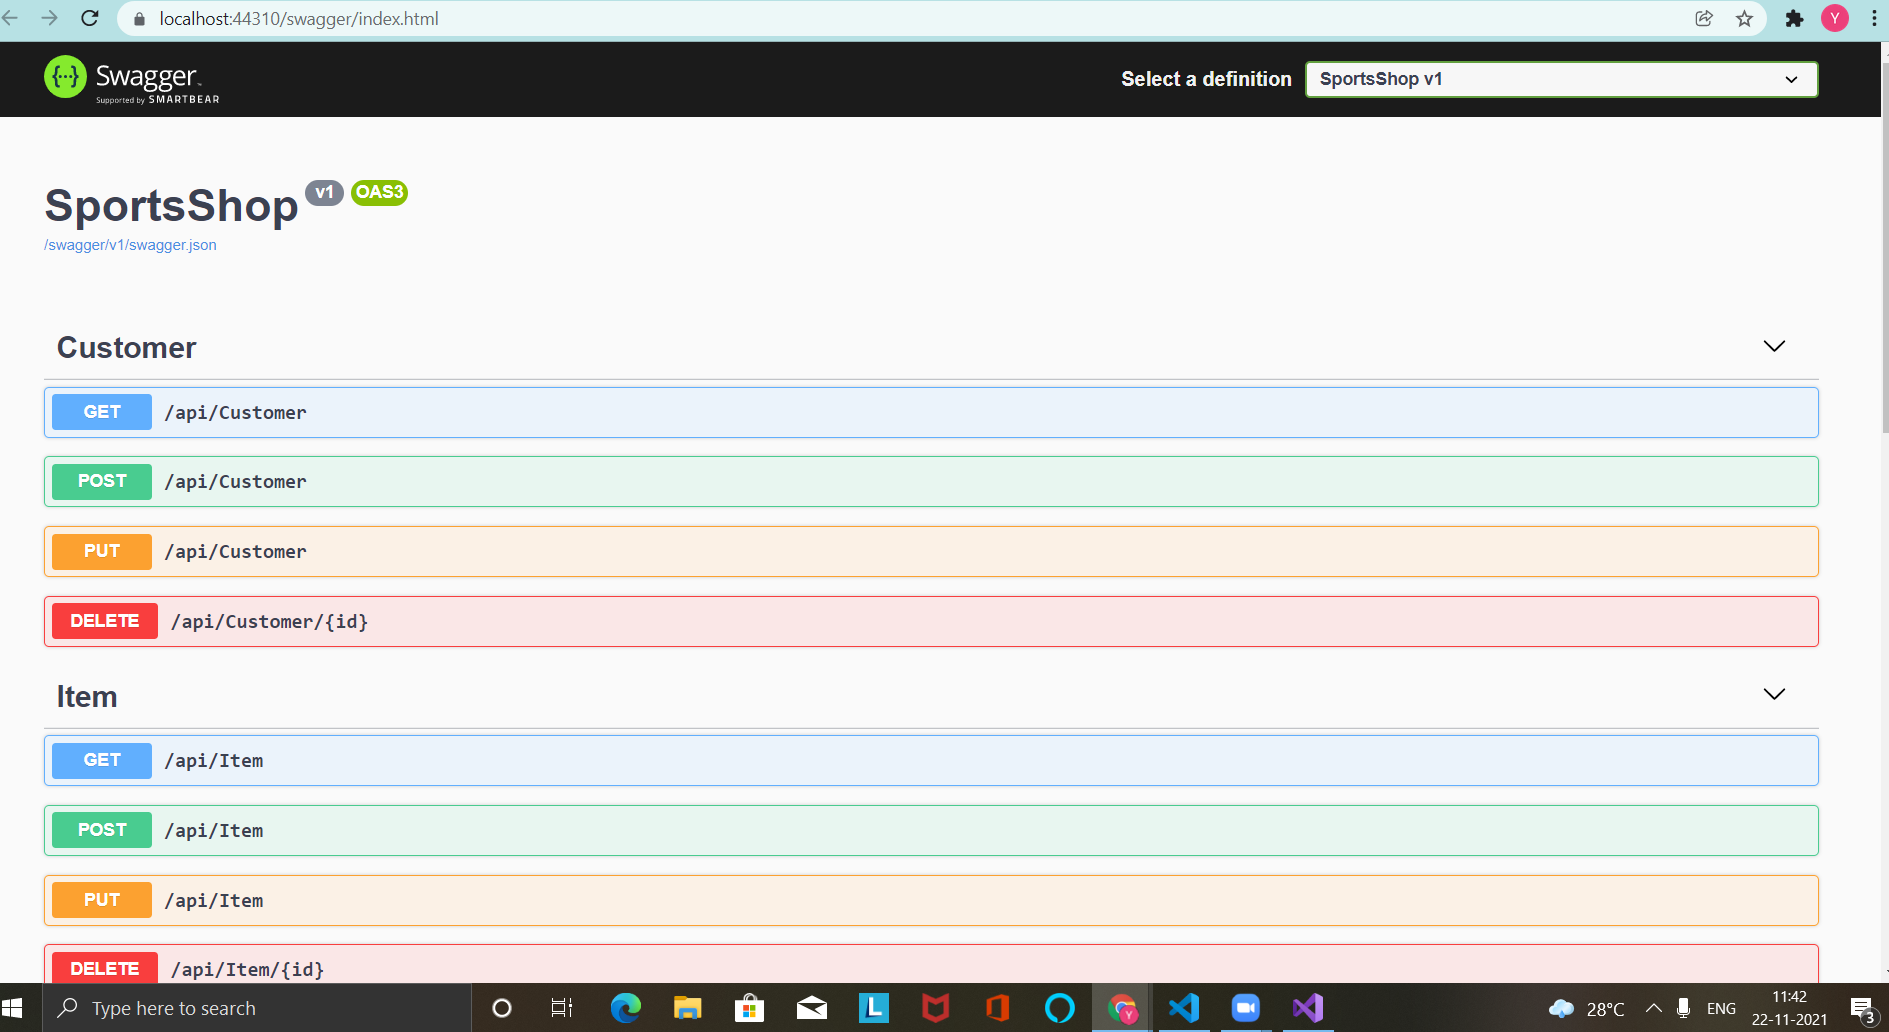 localhost:44310/swagger/index.html
Y
Swagger
Supported by SMARTBEAR
Select a definition
SportsShop v1
SportsShop v1 OAS3
/swagger/v1/swagger.json
Customer
GET /api/Customer
POST /api/Customer
PUT /api/Customer
DELETE /api/Customer/{id}
Item
GET /api/Item
POST /api/Item
PUT /api/Item
DELETE /api/Item/{id}
Type here to search
L
Y
28°C
ENG
11:42
22-11-2021
3